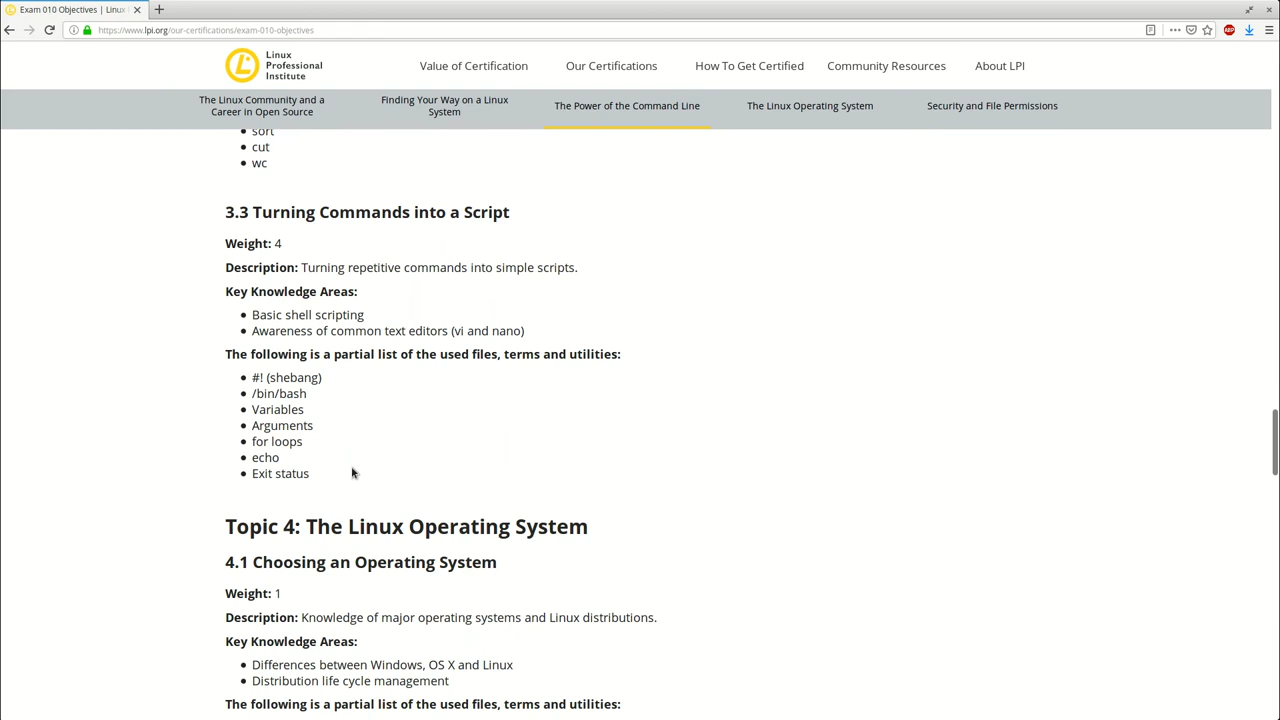 Exam 010 Objectives | Linux
https://www.lpi.org/our-certifications/exam-010-objectives
ABP
Linux
Professional
Institute
Value of Certification
Our Certifications
How To Get Certified
Community Resources
About LPI
The Linux Community and a
Career in Open Source
Finding Your Way on a Linux
System
The Power of the Command Line
The Linux Operating System
Security and File Permissions
sort
cut
wc
3.3 Turning Commands into a Script
Weight: 4
Description: Turning repetitive commands into simple scripts.
Key Knowledge Areas:
Basic shell scripting
Awareness of common text editors (vi and nano)
The following is a partial list of the used files, terms and utilities:
#! (shebang)
/bin/bash
Variables
Arguments
for loops
echo
Exit status
Topic 4: The Linux Operating System
4.1 Choosing an Operating System
Weight: 1
Description: Knowledge of major operating systems and Linux distributions.
Key Knowledge Areas:
Differences between Windows, OS X and Linux
Distribution life cycle management
The following is a partial list of the used files, terms and utilities: